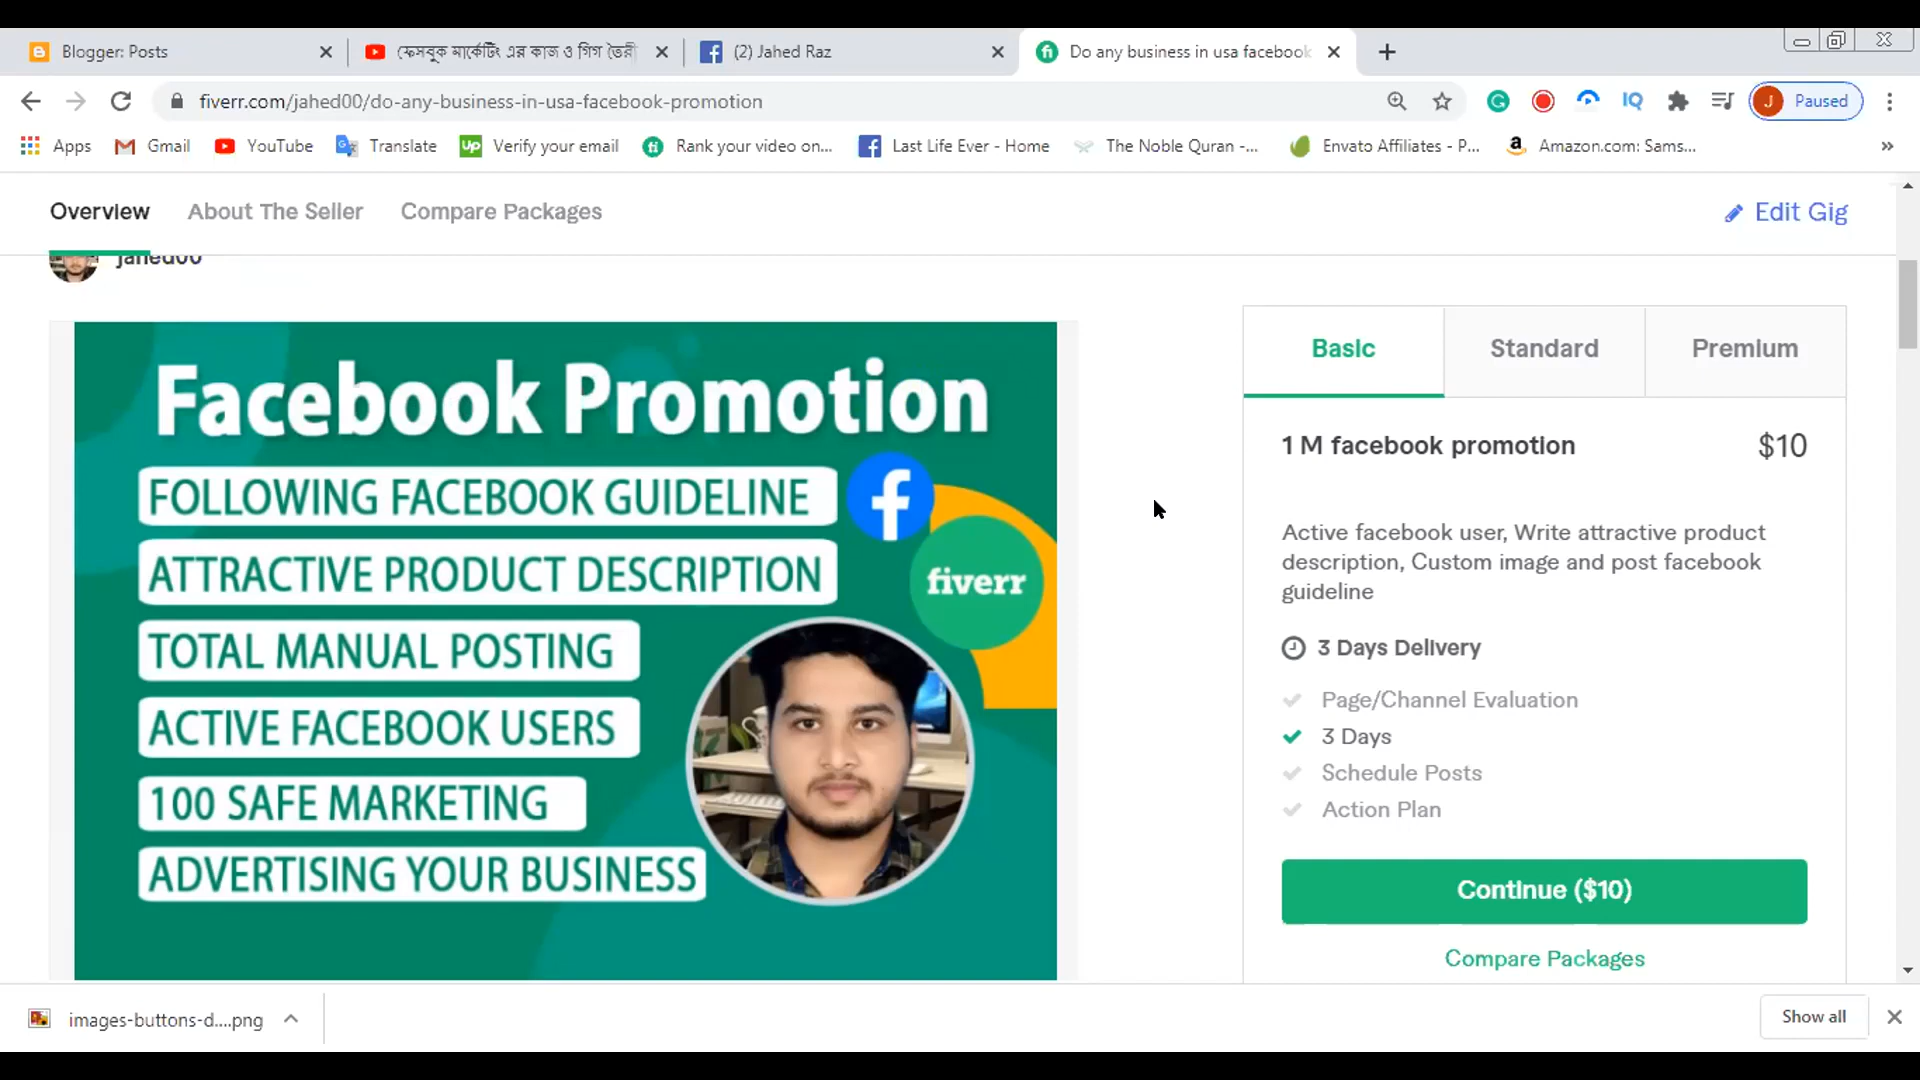 Blogger: Posts
ফেসবুক মার্কেটিং এর কাজ ও গিগ তৈরী
(2) Jahed Raz
Do any business in usa facebook
fiverr.com/jahed00/do-any-business-in-usa-facebook-promotion
IQ
J Paused
Apps
Gmail
YouTube
Translate
Up Verify your email
fi Rank your video on...
Last Life Ever - Home
The Noble Quran -...
Envato Affiliates - P...
Amazon.com: Sams...
»
Overview
About The Seller
Compare Packages
Edit Gig
jahed00
Facebook Promotion
FOLLOWING FACEBOOK GUIDELINE
ATTRACTIVE PRODUCT DESCRIPTION
fiverr
TOTAL MANUAL POSTING
ACTIVE FACEBOOK USERS
100 SAFE MARKETING
ADVERTISING YOUR BUSINESS
Basic
Standard
Premium
1 M facebook promotion
$10
Active facebook user, Write attractive product
description, Custom image and post facebook
guideline
3 Days Delivery
Page/Channel Evaluation
3 Days
Schedule Posts
Action Plan
Continue ($10)
Compare Packages
images-buttons-d....png
Show all